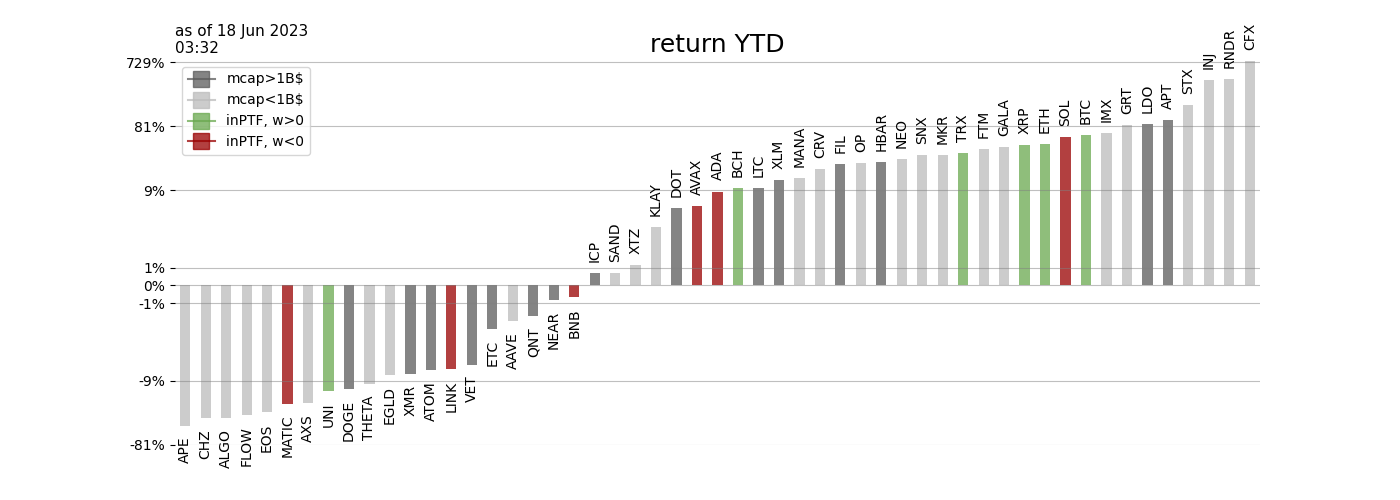 as of 18 Jun 2023
03:32
return YTD
729%
81%
9%
1%
0%
-1%
-9%
-81%
mcap>1B$
mcap<1B$
inPTF, w>0
inPTF, w<0
APE
CHZ
ALGO
FLOW
EOS
MATIC
AXS
UNI
DOGE
THETA
EGLD
XMR
ATOM
LINK
VET
ETC
AAVE
QNT
NEAR
BNB
ICP
SAND
XTZ
KLAY
DOT
AVAX
ADA
BCH
LTC
XLM
MANA
CRV
FIL
OP
HBAR
NEO
SNX
MKR
TRX
FTM
GALA
XRP
ETH
SOL
BTC
IMX
GRT
LDO
APT
STX
INJ
RNDR
CFX